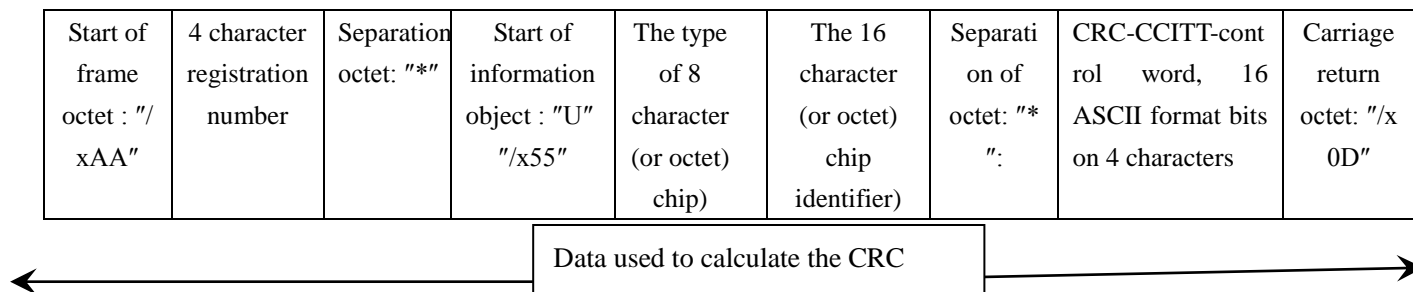 Start of
frame
octet : "/
xAA"
4 character
registration
number
Separation
octet: "*"
Start of
information
object : "U"
"/x55"
The type
of 8
character
(or octet)
chip)
The 16
character
(or octet)
chip
identifier)
Separati
on of
octet: "*
":
CRC-CCITT-cont
rol word, 16
ASCII format bits
on 4 characters
Carriage
return
octet: "/x
0D"
Data used to calculate the CRC